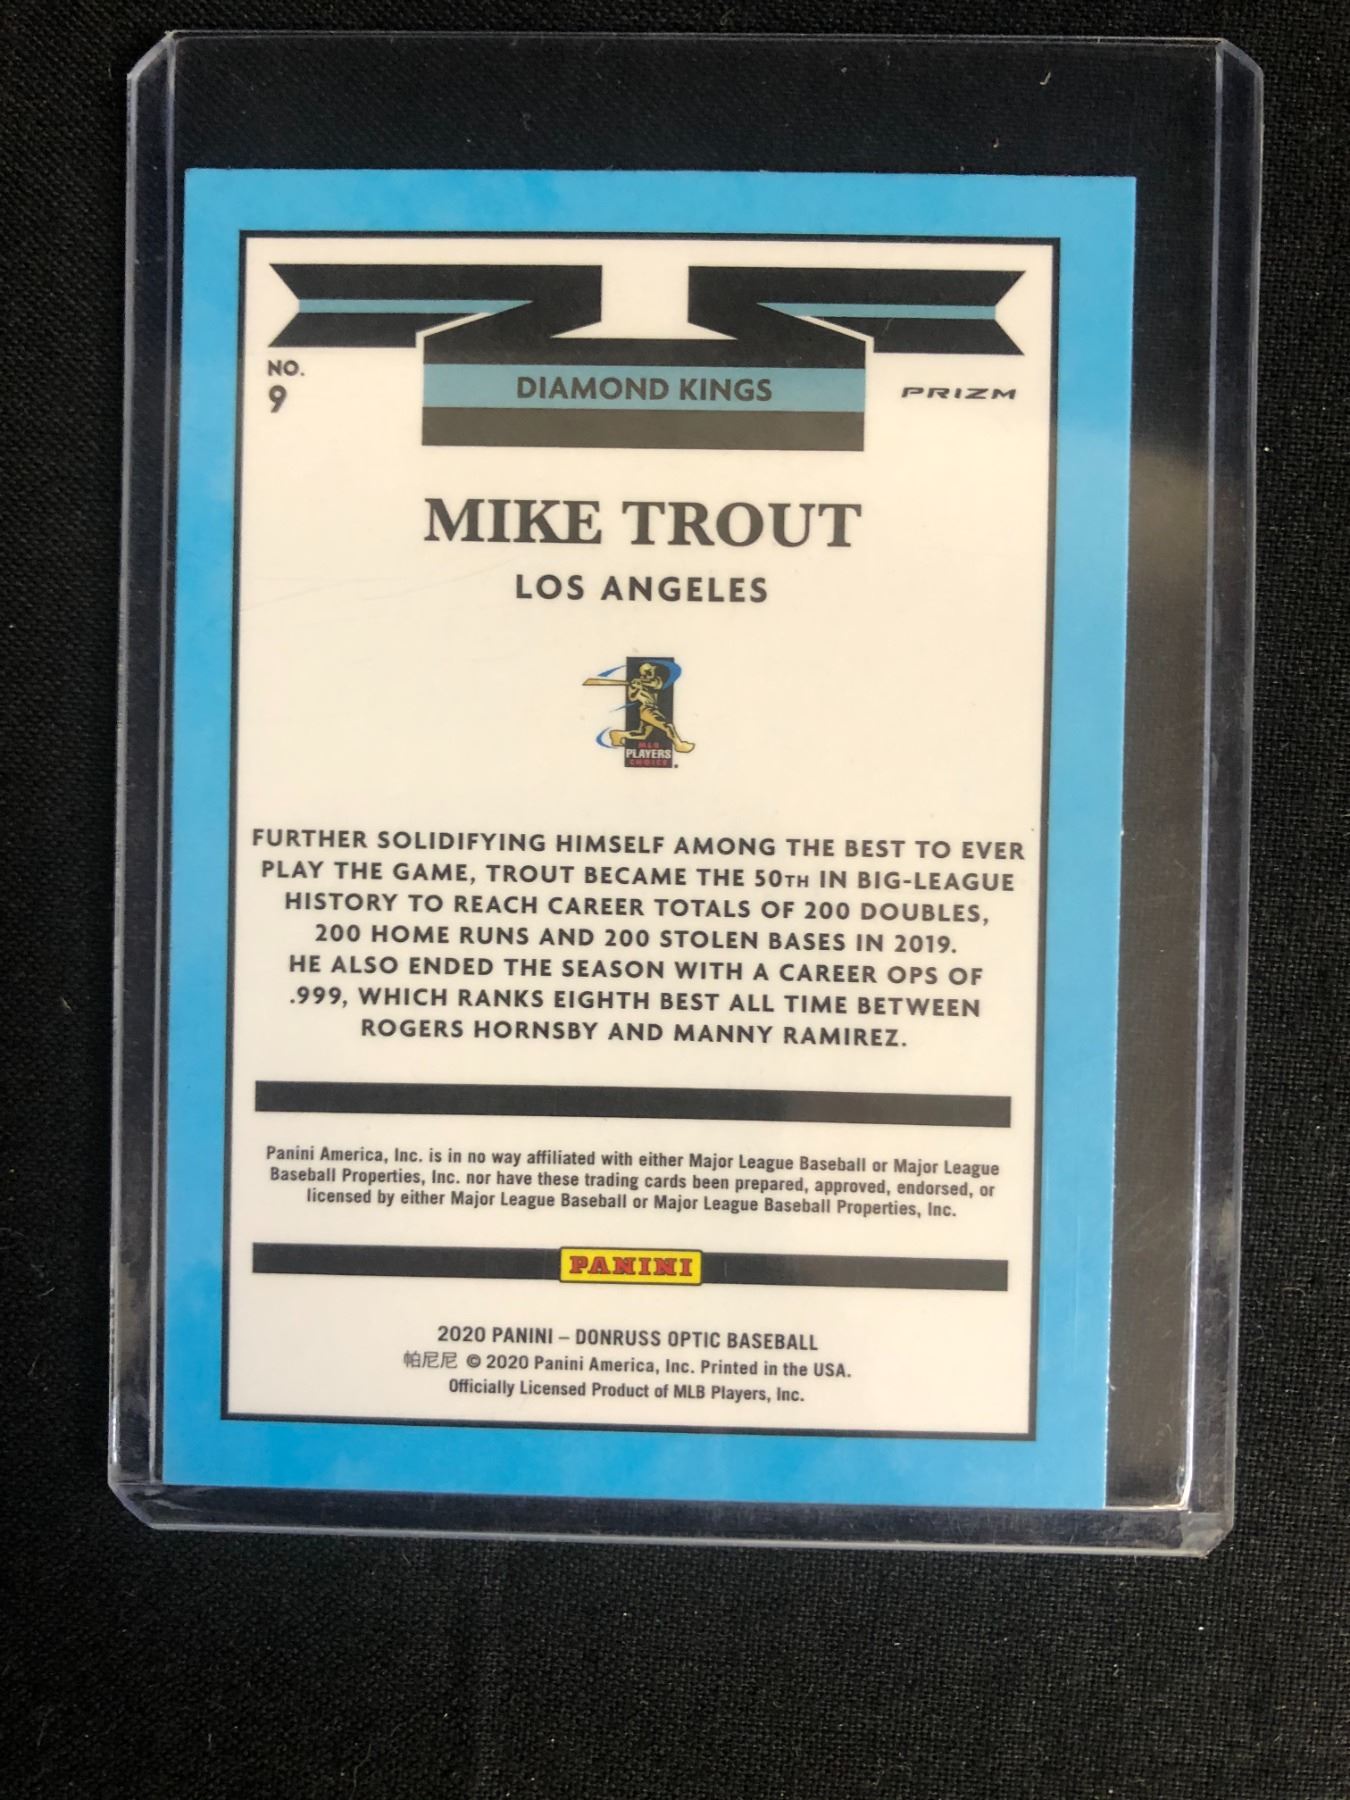 NO.
9
DIAMOND KINGS
PRIZM
MIKE TROUT
LOS ANGELES
MLB
PLAYERS
CHOICE
FURTHER SOLIDIFYING HIMSELF AMONG THE BEST TO EVER
PLAY THE GAME, TROUT BECAME THE 50TH IN BIG-LEAGUE
HISTORY TO REACH CAREER TOTALS OF 200 DOUBLES,
200 HOME RUNS AND 200 STOLEN BASES IN 2019.
HE ALSO ENDED THE SEASON WITH A CAREER OPS OF
.999, WHICH RANKS EIGHTH BEST ALL TIME BETWEEN
ROGERS HORNSBY AND MANNY RAMIREZ.
Panini America, Inc. is in no way affiliated with either Major League Baseball or Major League
Baseball Properties, Inc. nor have these trading cards been prepared, approved, endorsed, or
licensed by either Major League Baseball or Major League Baseball Properties, Inc.
PANINI
2020 PANINI – DONRUSS OPTIC BASEBALL
帕尼尼 © 2020 Panini America, Inc. Printed in the USA.
Officially Licensed Product of MLB Players, Inc.